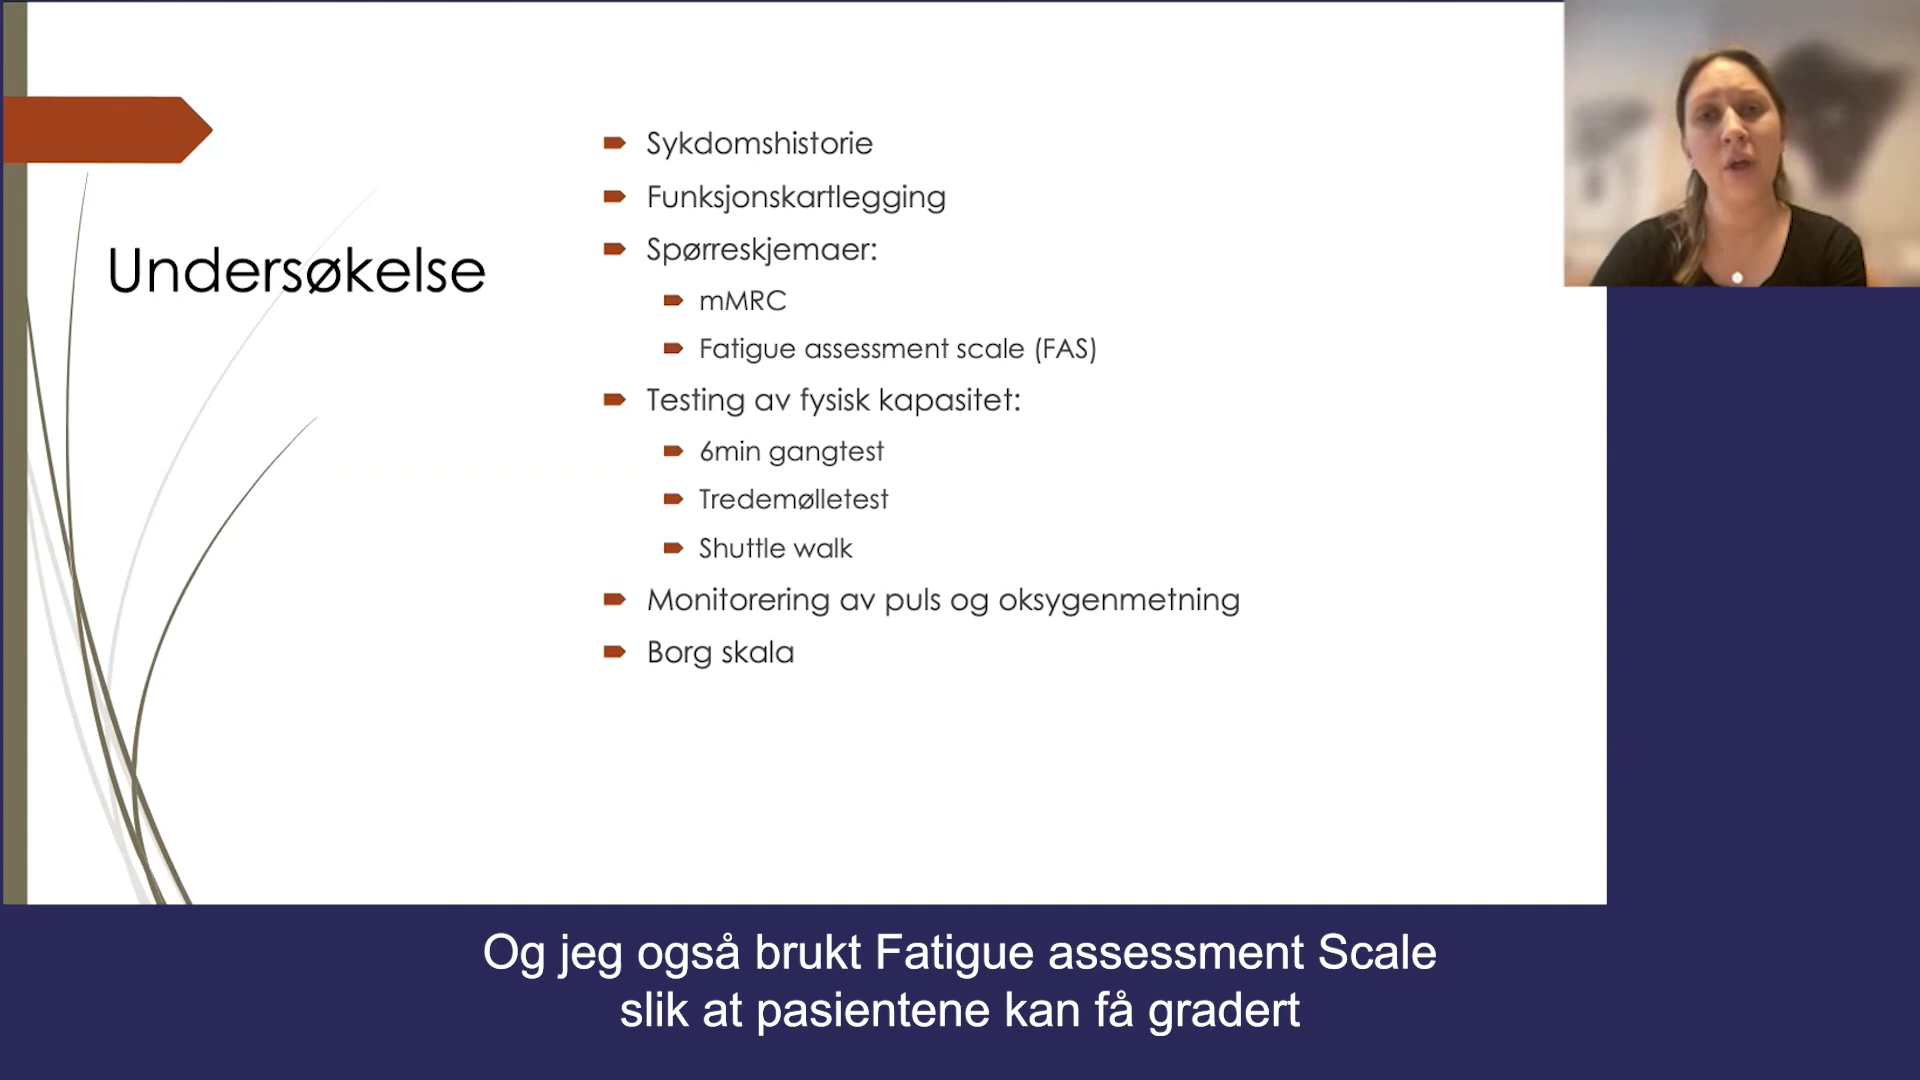 Undersøkelse
Sykdomshistorie
Funksjonskartlegging
Spørreskjemaer:
mMRC
Fatigue assessment scale (FAS)
Testing av fysisk kapasitet:
6min gangtest
Tredemølletest
Shuttle walk
Monitorering av puls og oksygenmetning
Borg skala
Og jeg også brukt Fatigue assessment Scale
slik at pasientene kan få gradert